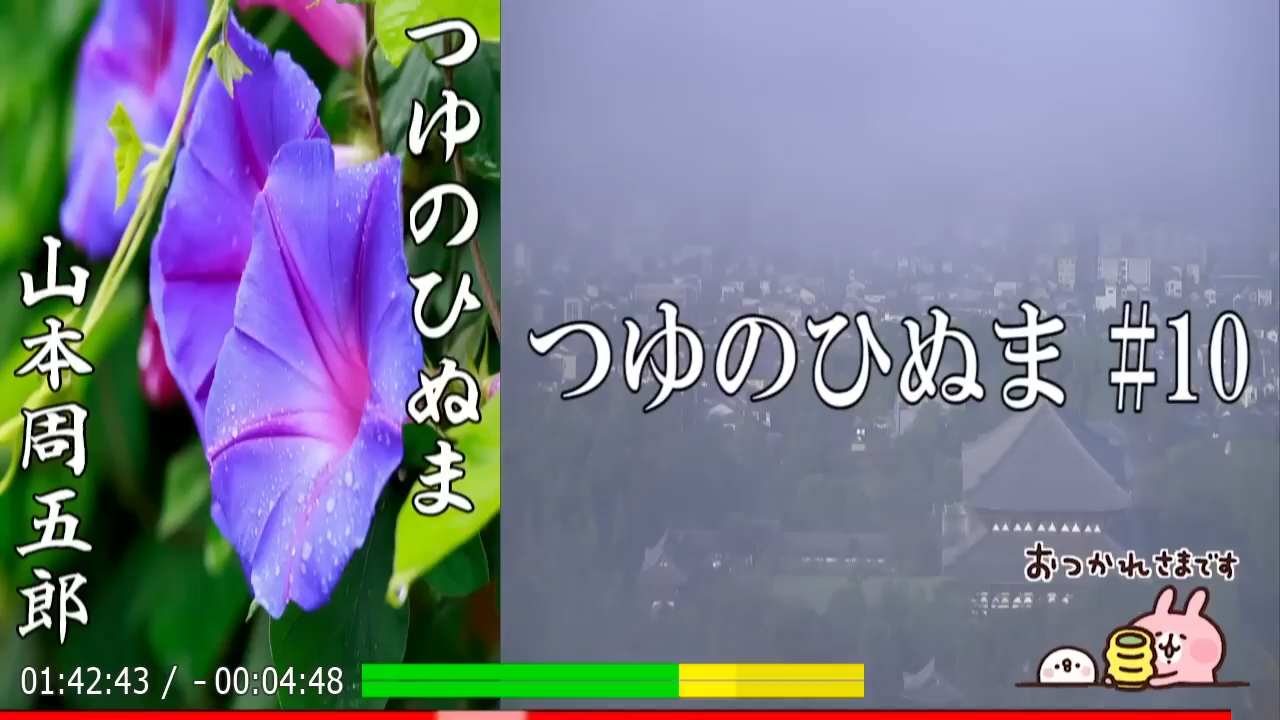 つゆのひぬま
山本周五郎
つゆのひぬま #10
おつかれさまです
01:42:43 / -00:04:48